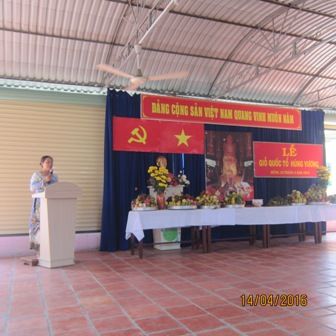 ĐẢNG CỘNG SẢN VIỆT NAM QUANG VINH MUÔN NĂM
LỄ
GIỖ QUỐC TỔ HÙNG VƯƠNG
14/04/2016